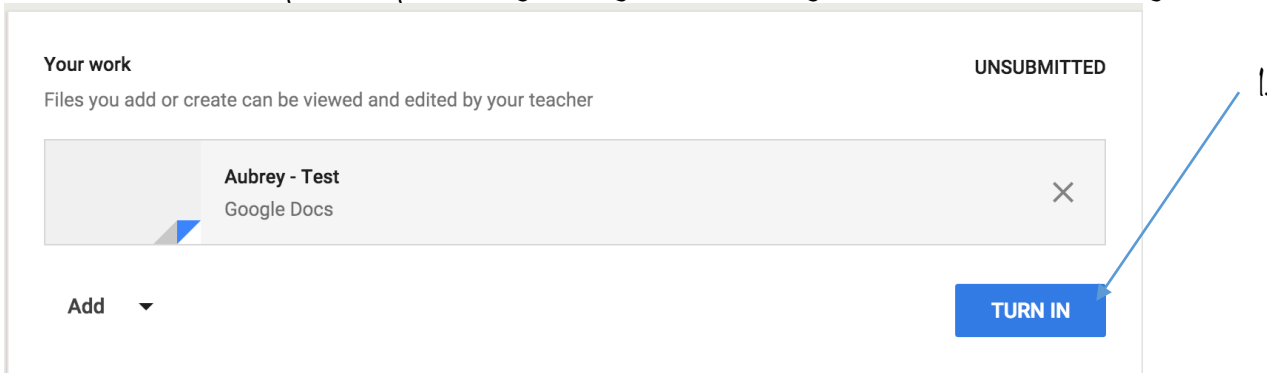 Your work
UNSUBMITTED
Files you add or create can be viewed and edited by your teacher
Aubrey - Test
Google Docs
Add
TURN IN